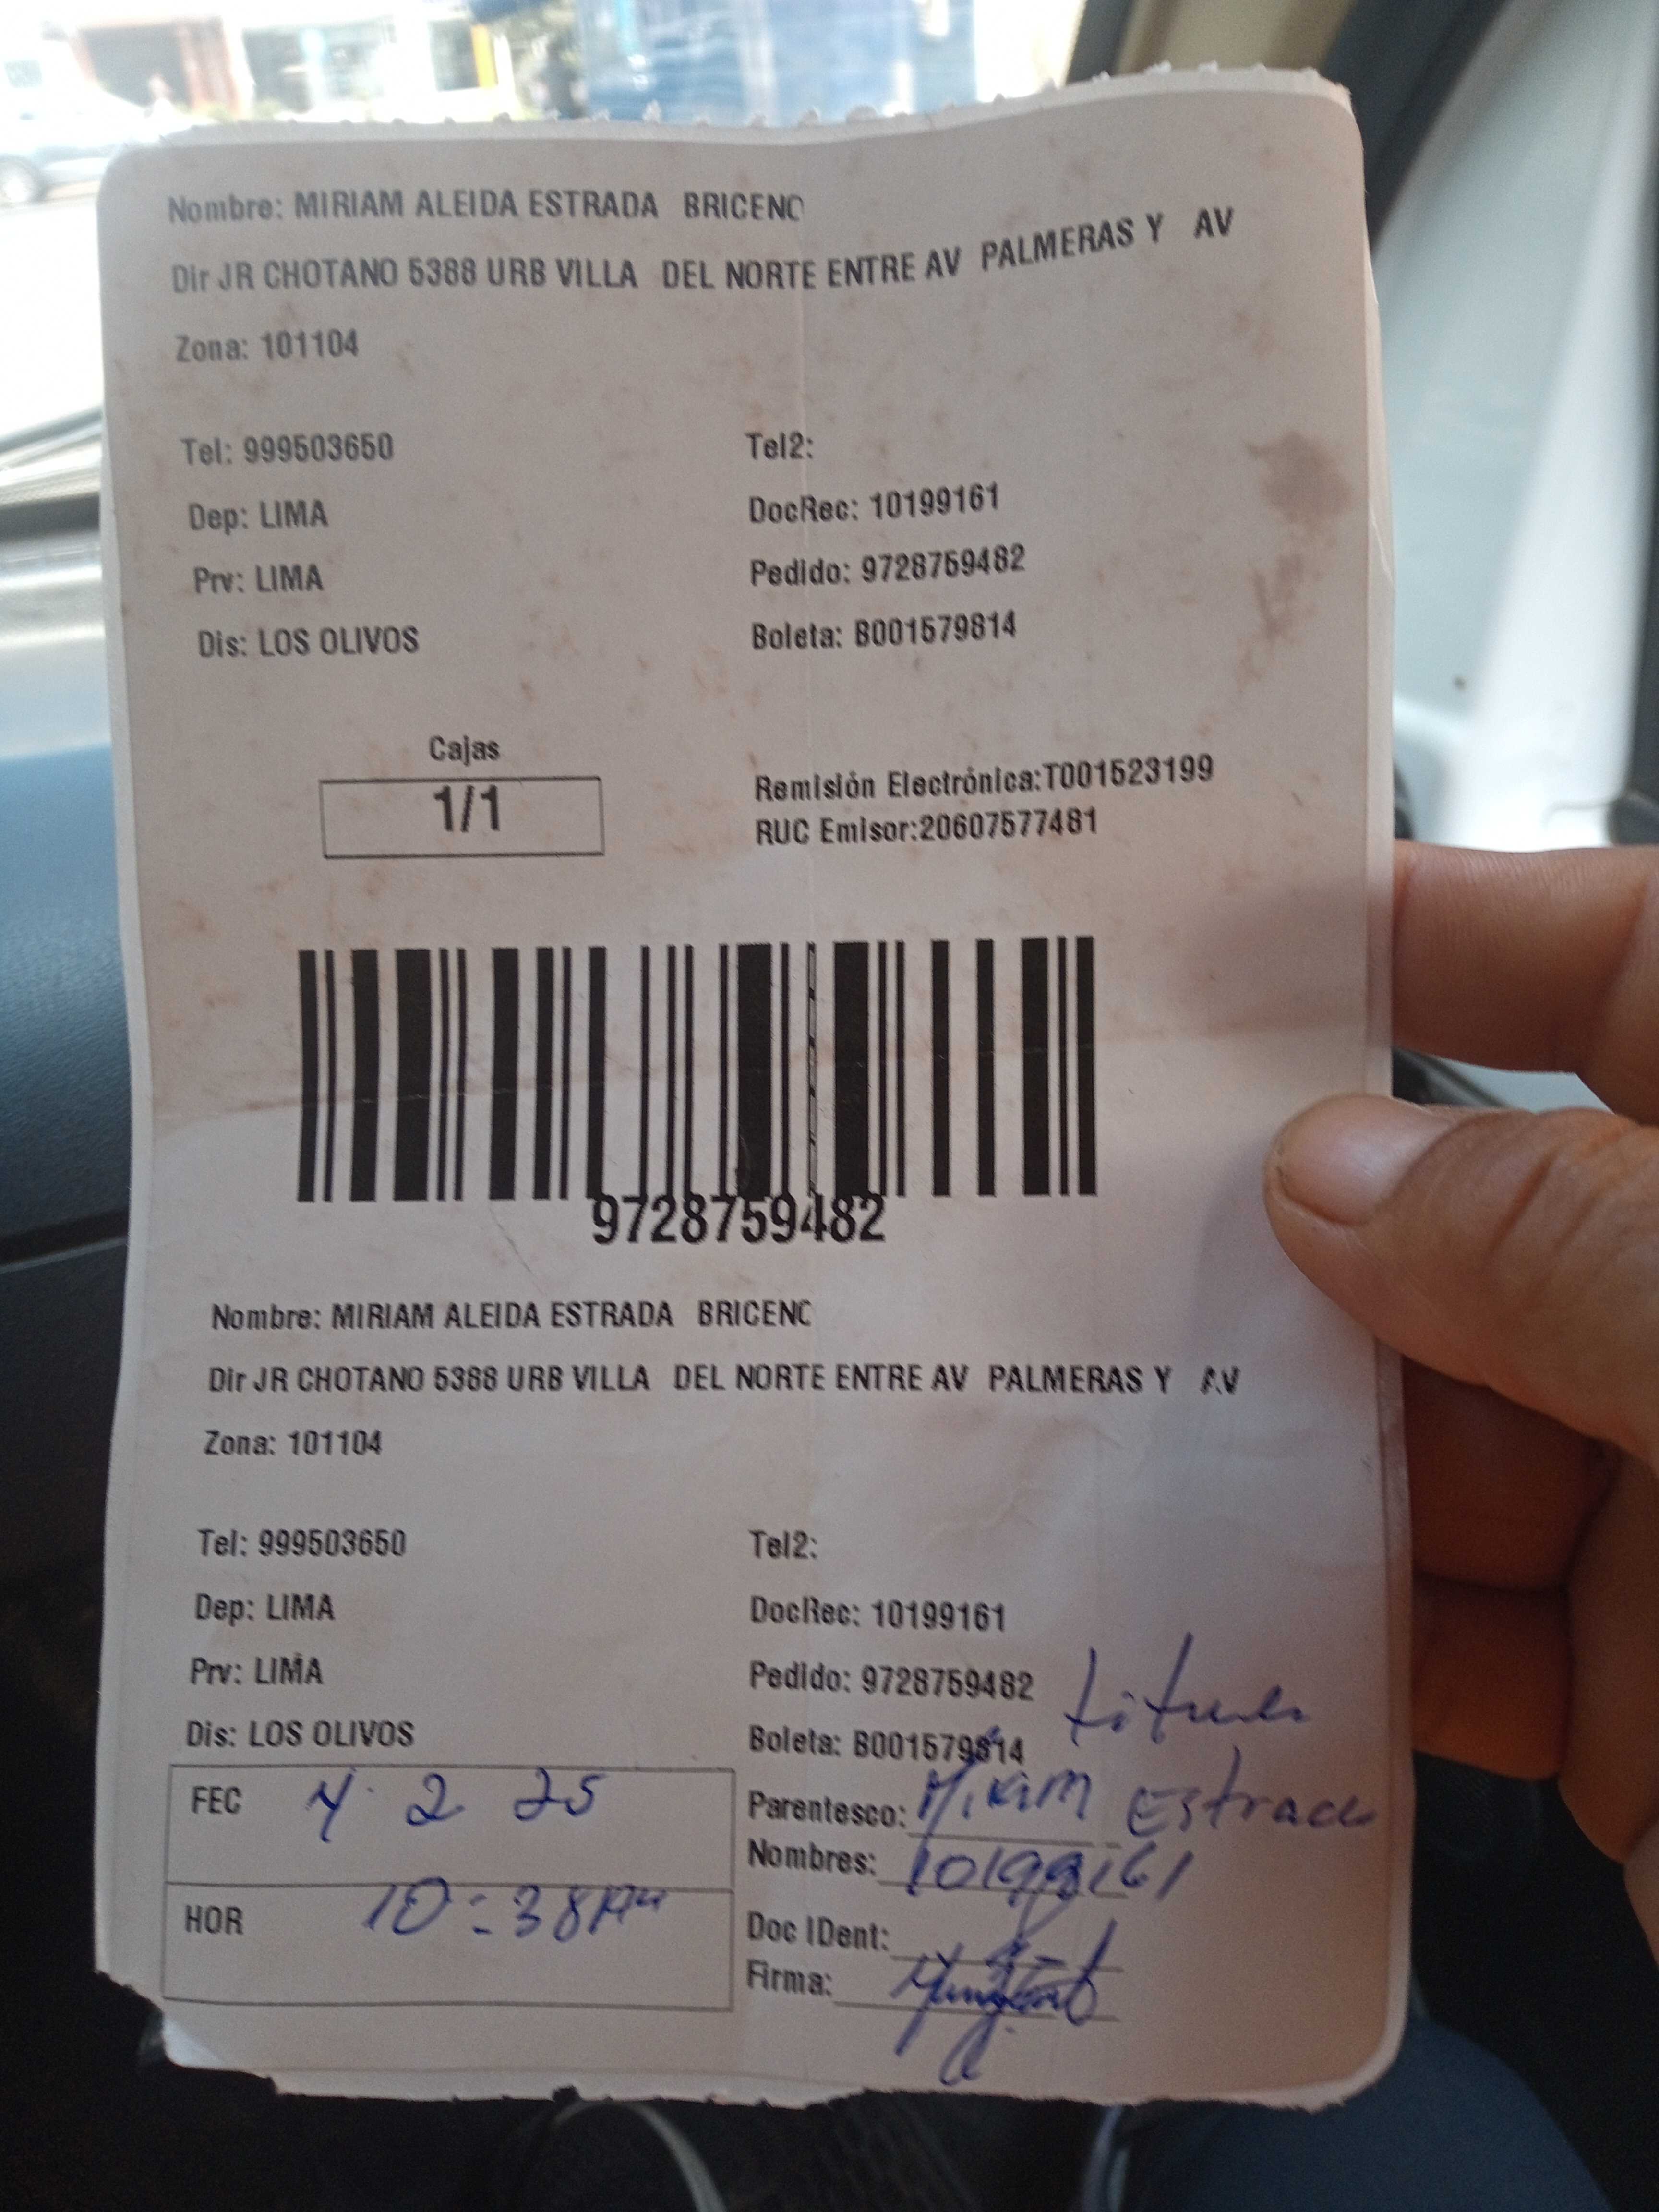 Nombre: MIRIAM ALEIDA ESTRADA BRICENO
Dir JR CHOTANO 5388 URB VILLA DEL NORTE ENTRE AV PALMERAS Y AV
Zona: 101104
Tel: 999503650 Tel2:
Dep: LIMA DocRec: 10199161
Prv: LIMA Pedido: 9728759482
Dis: LOS OLIVOS Boleta: B001579814
Cajas
1/1
Remisión Electrónica:T001523199
RUC Emisor:20607577481
9728759482
Nombre: MIRIAM ALEIDA ESTRADA BRICENO
Dir JR CHOTANO 5388 URB VILLA DEL NORTE ENTRE AV PALMERAS Y AV
Zona: 101104
Tel: 999503650 Tel2:
Dep: LIMA DocRec: 10199161
Prv: LIMA Pedido: 9728759482
Dis: LOS OLIVOS Boleta: B001579814
FEC 4 2 25 Parentesco: Miriam Estrada
Nombres: 10199161
HOR 10:38 Doc IDent:
Firma: